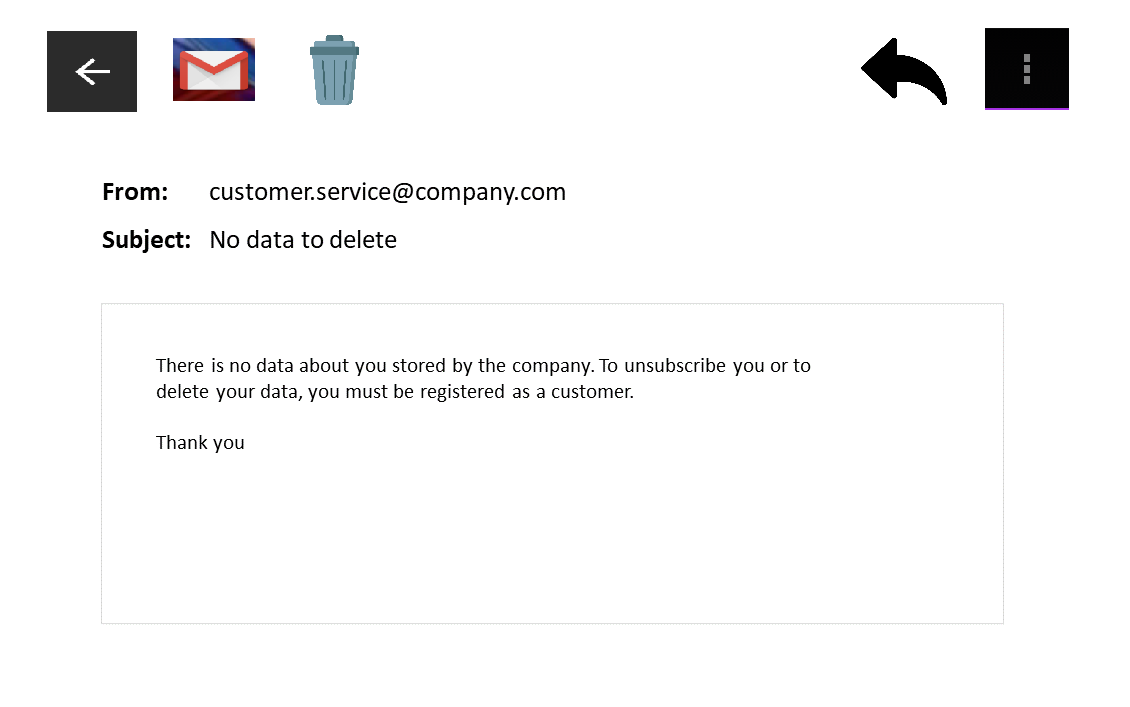 From: customer.service@company.com
Subject: No data to delete
There is no data about you stored by the company. To unsubscribe you or to
delete your data, you must be registered as a customer.
Thank you